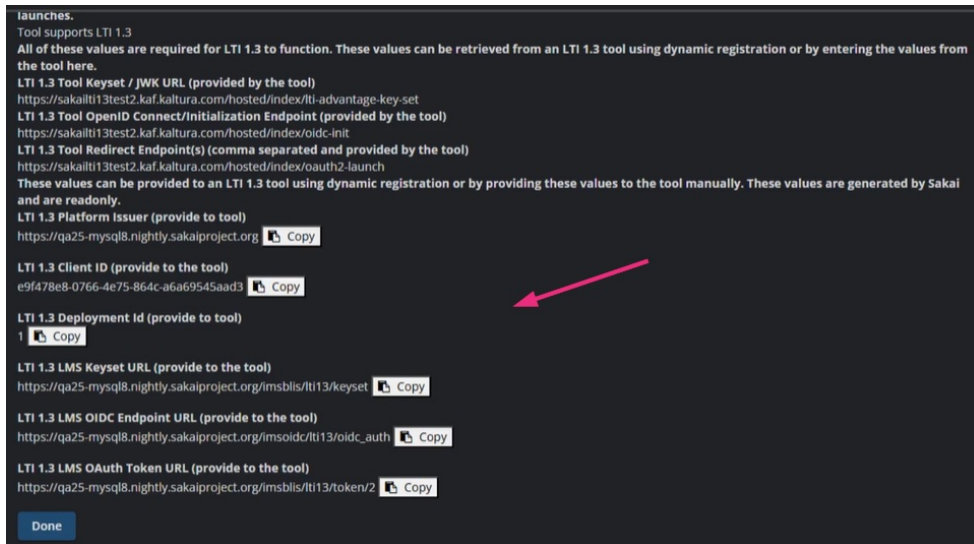 launches.
Tool supports LTI 1.3
All of these values are required for LTI 1.3 to function. These values can be retrieved from an LTI 1.3 tool using dynamic registration or by entering the values from
the tool here.
LTI 1.3 Tool Keyset / JWK URL (provided by the tool)
https://sakailti13test2.kaf.kaltura.com/hosted/index/lti-advantage-key-set
LTI 1.3 Tool OpenID Connect/Initialization Endpoint (provided by the tool)
https://sakailti13test2.kaf.kaltura.com/hosted/index/oidc-init
LTI 1.3 Tool Redirect Endpoint(s) (comma separated and provided by the tool)
https://sakailti13test2.kaf.kaltura.com/hosted/index/oauth2-launch
These values can be provided to an LTI 1.3 tool using dynamic registration or by providing these values to the tool manually. These values are generated by Sakai
and are readonly.
LTI 1.3 Platform Issuer (provide to tool)
https://qa25-mysql8.nightly.sakaiproject.org Copy
LTI 1.3 Client ID (provide to the tool)
e9f478e8-0766-4e75-864c-a6a69545aad3 Copy
LTI 1.3 Deployment Id (provide to tool)
1 Copy
LTI 1.3 LMS Keyset URL (provide to the tool)
https://qa25-mysql8.nightly.sakaiproject.org/imsblis/lti13/keyset Copy
LTI 1.3 LMS OIDC Endpoint URL (provide to the tool)
https://qa25-mysql8.nightly.sakaiproject.org/imsoidc/lti13/oidc_auth Copy
LTI 1.3 LMS OAuth Token URL (provide to the tool)
https://qa25-mysql8.nightly.sakaiproject.org/imsblis/lti13/token/2 Copy
Done